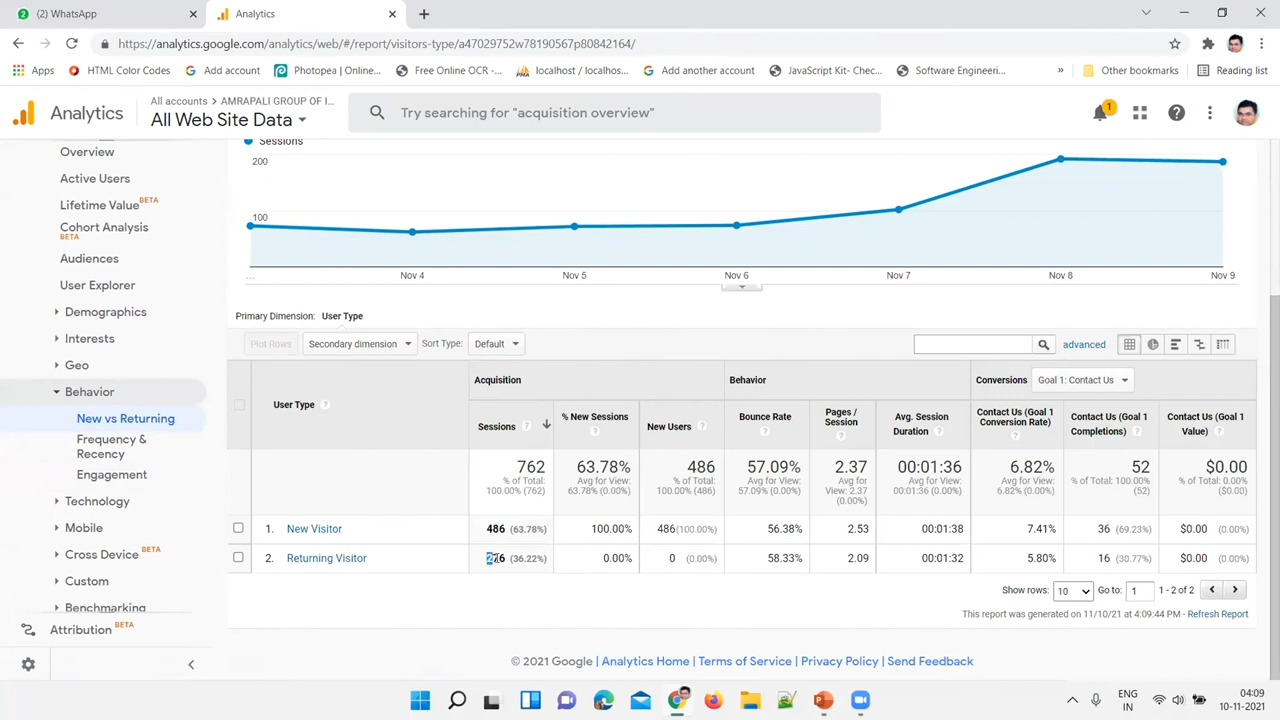 (2) WhatsApp
Analytics
https://analytics.google.com/analytics/web/#/report/visitors-type/a47029752w78190567p80842164/
Apps
HTML Color Codes
Add account
Photopea | Online...
Free Online OCR -...
localhost / localhos...
Add another account
JavaScript Kit- Chec...
Software Engineeri...
»
Other bookmarks
Reading list
Analytics
All accounts > AMRAPALI GROUP OF I...
All Web Site Data
Try searching for "acquisition overview"
1
Overview
Active Users
Lifetime Value BETA
Cohort Analysis
BETA
Audiences
User Explorer
Demographics
Interests
Geo
Behavior
New vs Returning
Frequency &
Recency
Engagement
Technology
Mobile
Cross Device BETA
Custom
Benchmarking
Attribution BETA
Sessions
200
100
... Nov 4 Nov 5 Nov 6 Nov 7 Nov 8 Nov 9
Primary Dimension: User Type
Plot Rows Secondary dimension Sort Type: Default advanced
User Type
Acquisition Behavior Conversions Goal 1: Contact Us
Sessions
% New Sessions
New Users
Bounce Rate
Pages /
Session
Avg. Session
Duration
Contact Us (Goal 1
Conversion Rate)
Contact Us (Goal 1
Completions)
Contact Us (Goal 1
Value)
762
% of Total:
100.00% (762)
63.78%
Avg for View:
63.78% (0.00%)
486
% of Total:
100.00% (486)
57.09%
Avg for View:
57.09% (0.00%)
2.37
Avg for
View: 2.37
(0.00%)
00:01:36
Avg for View:
00:01:36 (0.00%)
6.82%
Avg for View:
6.82% (0.00%)
52
% of Total: 100.00%
(52)
$0.00
% of Total: 0.00%
($0.00)
1. New Visitor 486 (63.78%) 100.00% 486(100.00%) 56.38% 2.53 00:01:38 7.41% 36 (69.23%) $0.00 (0.00%)
2. Returning Visitor 276 (36.22%) 0.00% 0 (0.00%) 58.33% 2.09 00:01:32 5.80% 16 (30.77%) $0.00 (0.00%)
Show rows: 10 Go to: 1 1 - 2 of 2
This report was generated on 11/10/21 at 4:09:44 PM - Refresh Report
© 2021 Google | Analytics Home | Terms of Service | Privacy Policy | Send Feedback
ENG
IN
04:09
10-11-2021